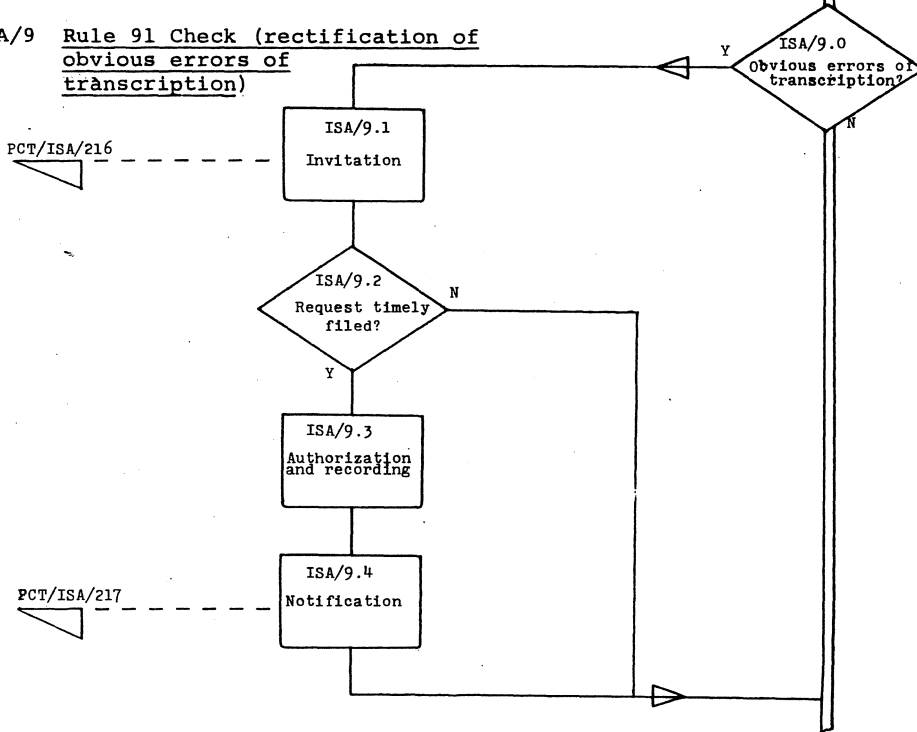 A/9 Rule 91 Check (rectification of
obvious errors of
transcription)
ISA/9.0
Obvious errors of
transcription?
Y
N
ISA/9.1
Invitation
PCT/ISA/216
ISA/9.2
Request timely
filed?
N
Y
ISA/9.3
Authorization
and recording
ISA/9.4
Notification
PCT/ISA/217